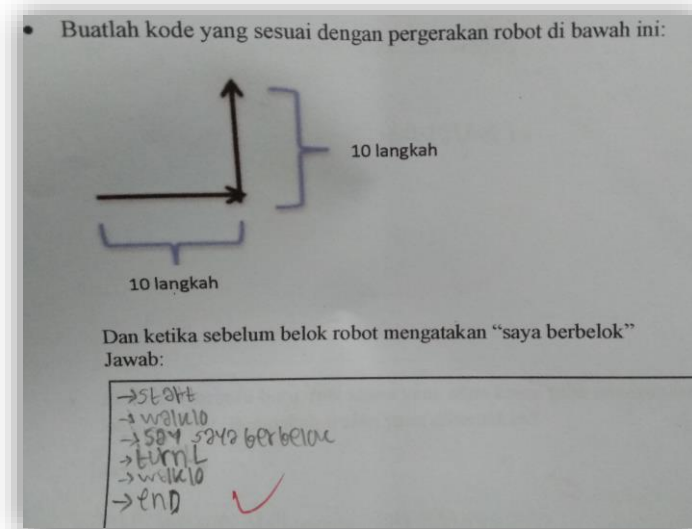 • Buatlah kode yang sesuai dengan pergerakan robot di bawah ini:
10 langkah
10 langkah
Dan ketika sebelum belok robot mengatakan “saya berbelok”
Jawab:
→start
→walk10
→say saya berbelok
→turn L
→walk10
→end